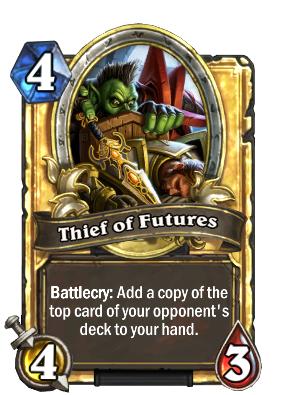 4
Thief of Futures
Battlecry: Add a copy of the
top card of your opponent's
deck to your hand.
4
3